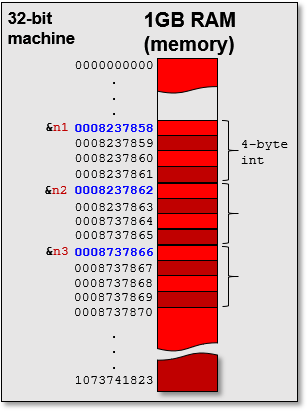 32-bit
machine
1GB RAM
(memory)
0000000000
.
.
.
&n1 0008237858
0008237859
0008237860
0008237861
4-byte
int
&n2 0008237862
0008237863
0008737864
0008737865
&n3 0008737866
0008737867
0008737868
0008737869
0008737870
.
.
.
1073741823